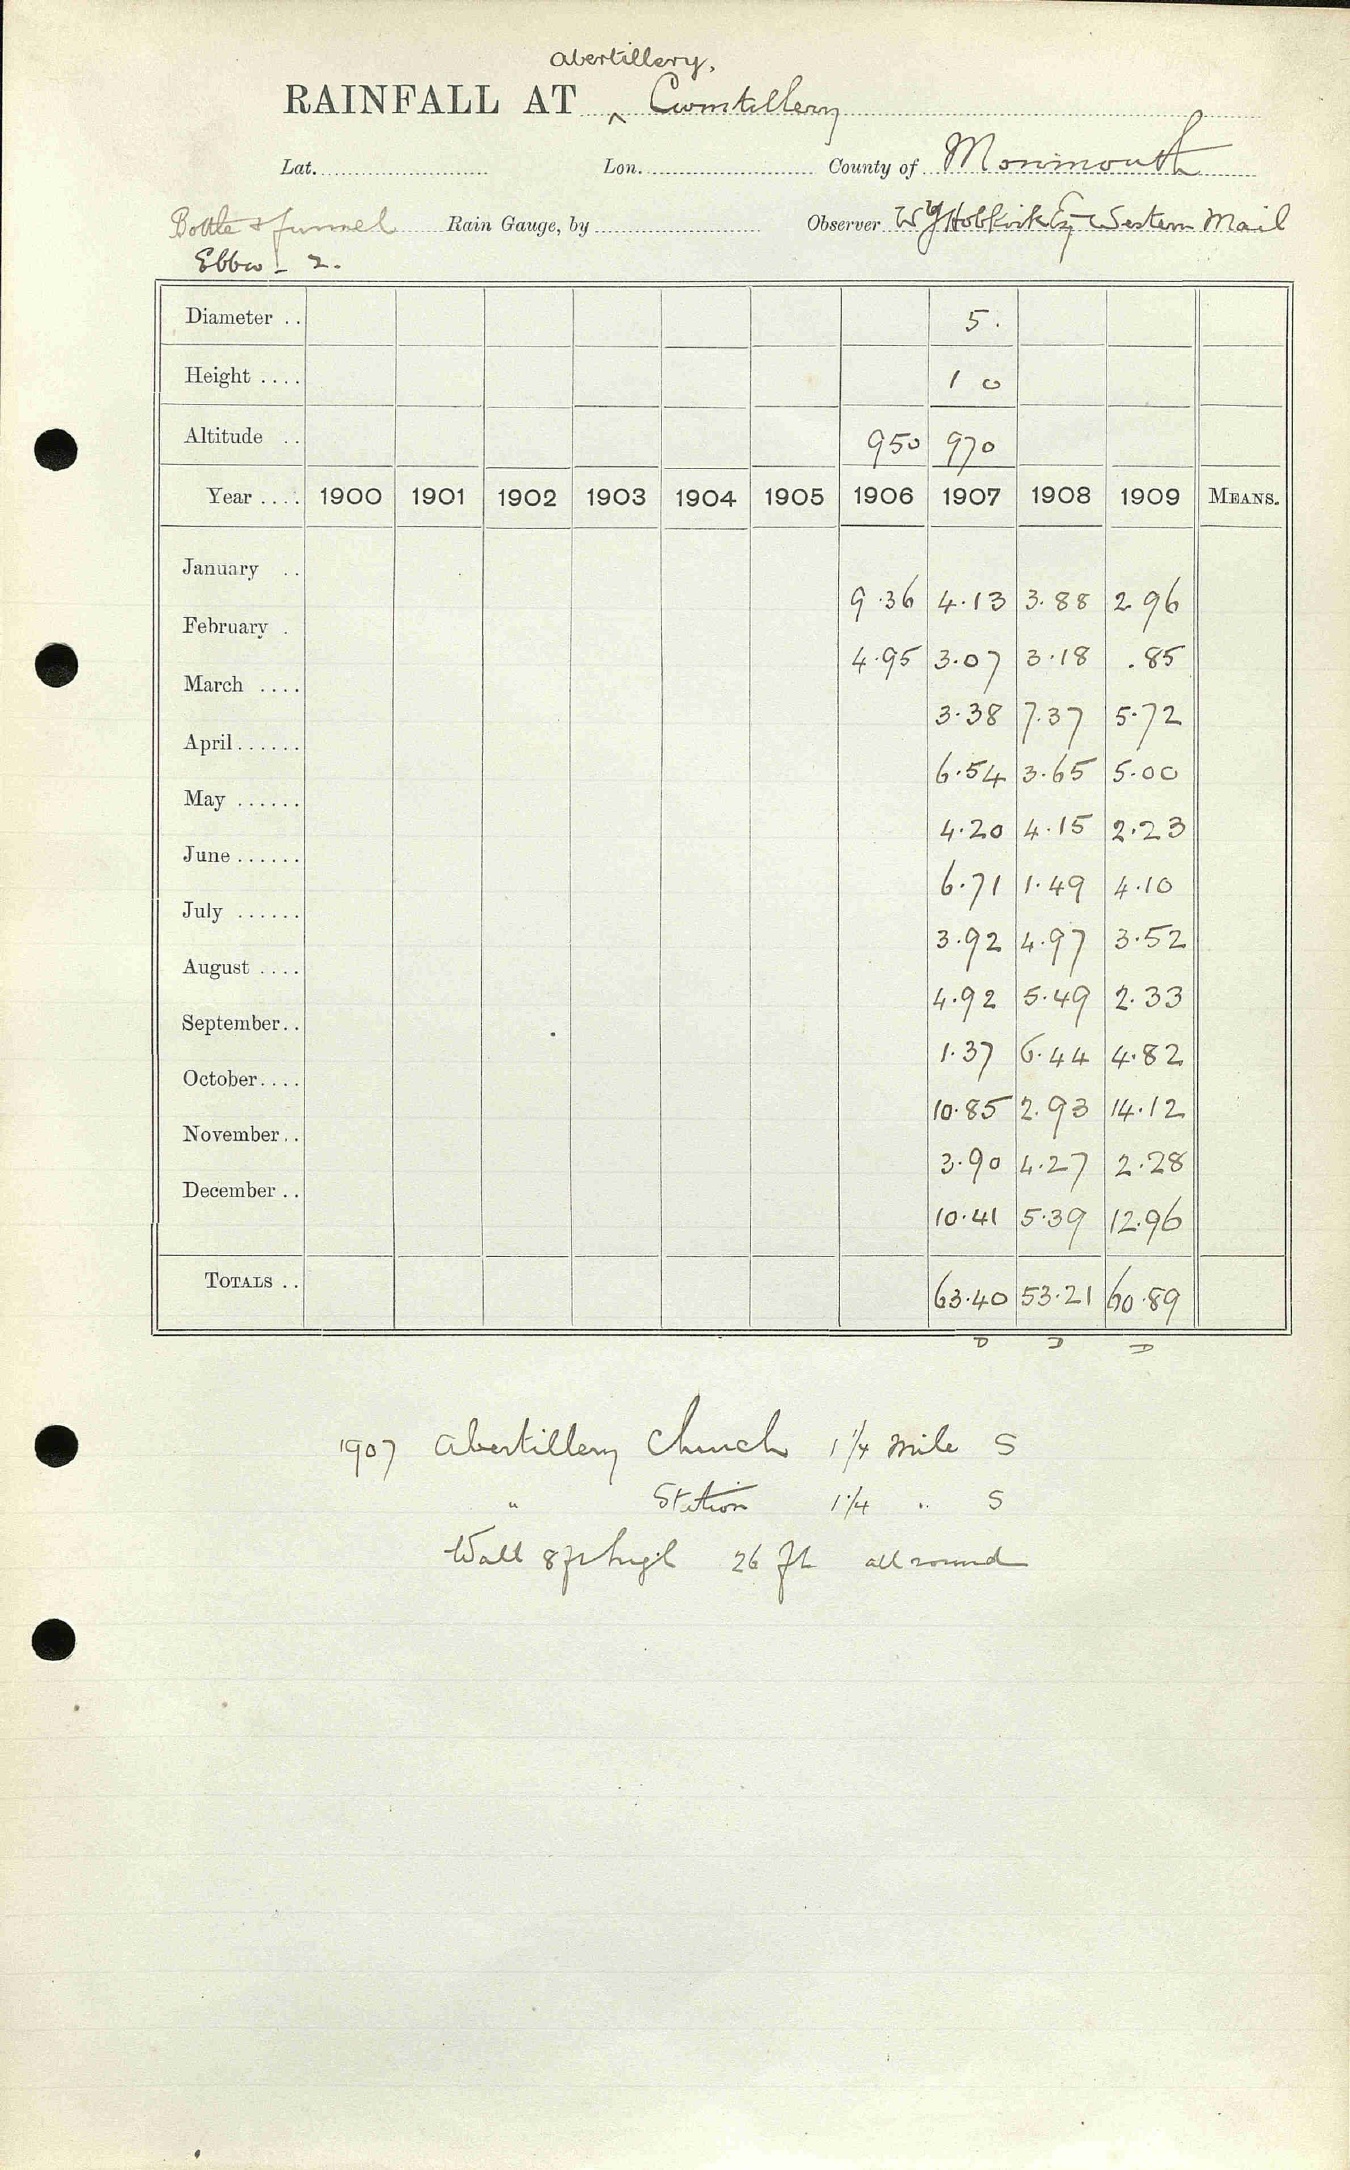 Abertillery,
RAINFALL AT ^ Cwmtillery
Lat. Lon. County of Monmouth
Bottle & funnel Rain Gauge, by Observer W Y Hobkirk Esq Western Mail
Ebbw - 2.
Diameter .. 5.
Height .... 1 0
Altitude .. 950 970
Year .... 1900 1901 1902 1903 1904 1905 1906 1907 1908 1909 MEANS.
January ..
9.36 4.13 3.88 2.96
February .
4.95 3.07 3.18 .85
March ....
3.38 7.37 5.72
April......
6.54 3.65 5.00
May ......
4.20 4.15 2.23
June......
6.71 1.49 4.10
July ......
3.92 4.97 3.52
August ....
4.92 5.49 2.33
September..
1.37 6.44 4.82
October....
10.85 2.93 14.12
November..
3.90 4.27 2.28
December ..
10.41 5.39 12.96
TOTALS .. 63.40 53.21 60.89
D D D
1907 Abertillery Church 1 1/4 mile S
" Station 1 1/4 " S
Wall 8ft high 26 ft all round